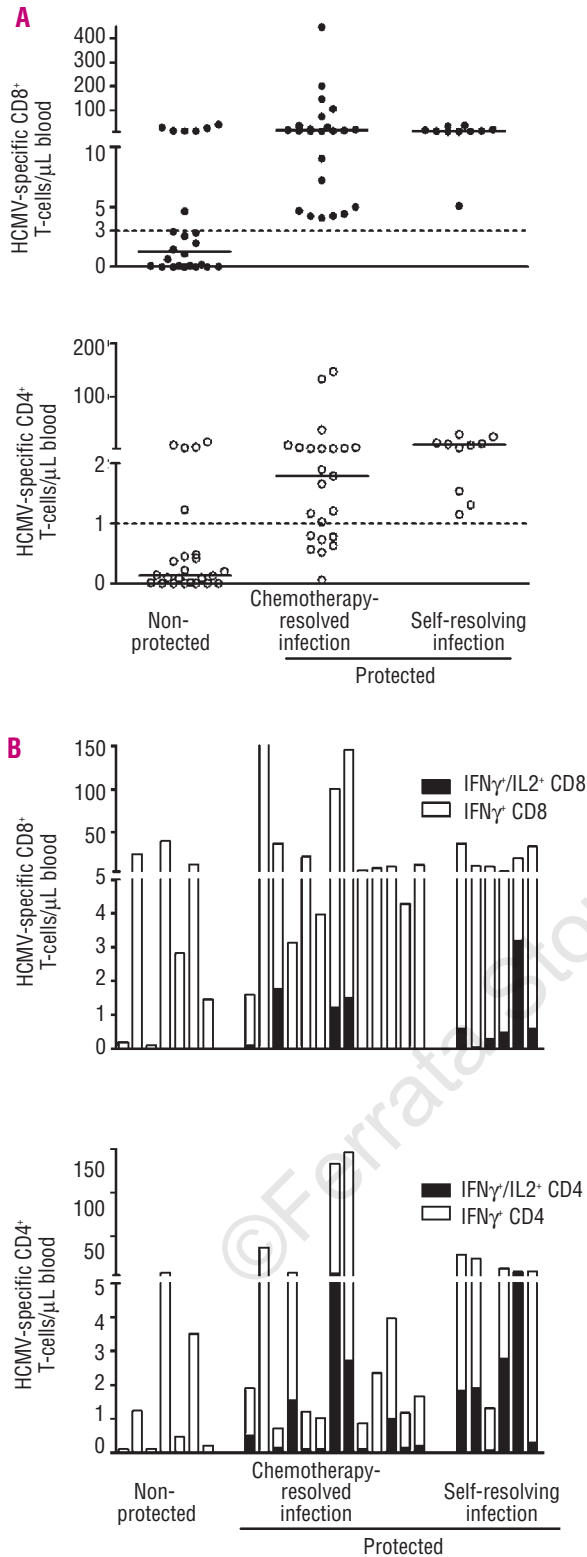 A
HCMV-specific CD8⁺
T-cells/µL blood
400
300
200
100
10
5
3
0
HCMV-specific CD4⁺
T-cells/µL blood
200
100
2
1
0
Non-
protected
Chemotherapy-
resolved
infection
Self-resolving
infection
Protected
B
HCMV-specific CD8⁺
T-cells/µL blood
150
100
50
5
4
3
2
1
0
IFNγ⁺/IL2⁺ CD8
IFNγ⁺ CD8
HCMV-specific CD4⁺
T-cells/µL blood
150
100
50
5
4
3
2
1
0
IFNγ⁺/IL2⁺ CD4
IFNγ⁺ CD4
Non-
protected
Chemotherapy-
resolved
infection
Self-resolving
infection
Protected
©Ferrata Sto